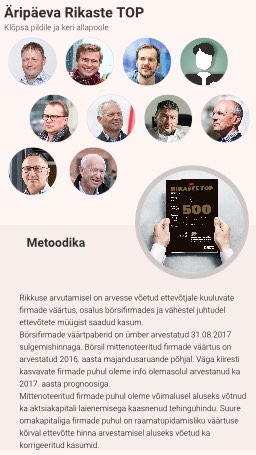 Äripäeva Rikaste TOP
Klõpsa pildile ja keri allapoole
RIKASTE TOP
500
Metoodika
Rikkuse arvutamisel on arvesse võetud ettevõtjale kuuluvate
firmade väärtus, osalus börsifirmades ja vähestel juhtudel
ettevõtete müügist saadud kasum.
Börsifirmade väärtpaberid on ümber arvestatud 31.08.2017
sulgemishinnaga. Börsil mittenoteeritud firmade väärtus on
arvestatud 2016. aasta majandusaruande põhjal. Väga kiiresti
kasvavate firmade puhul oleme info olemasolul arvestanud ka
2017. aasta prognoosiga.
Mittenoteeritud firmade puhul oleme võimalusel aluseks võtnud
ka aktsiakapitali laienemisega kaasnenud tehinguhindu. Suure
omakapitaliga firmade puhul on raamatupidamisliku väärtuse
kõrval ettevõtte hinna arvestamisel aluseks võetud ka
korrigeeritud kasumid.